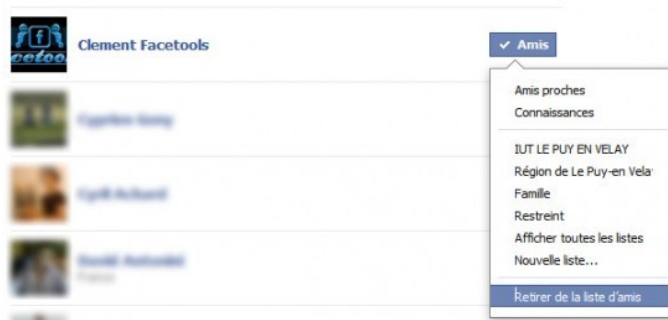 Clement Facetools
✓ Amis
Amis proches
Connaissances
IUT LE PUY EN VELAY
Région de Le Puy-en Vela
Famille
Restreint
Afficher toutes les listes
Nouvelle liste...
Retirer de la liste d'amis